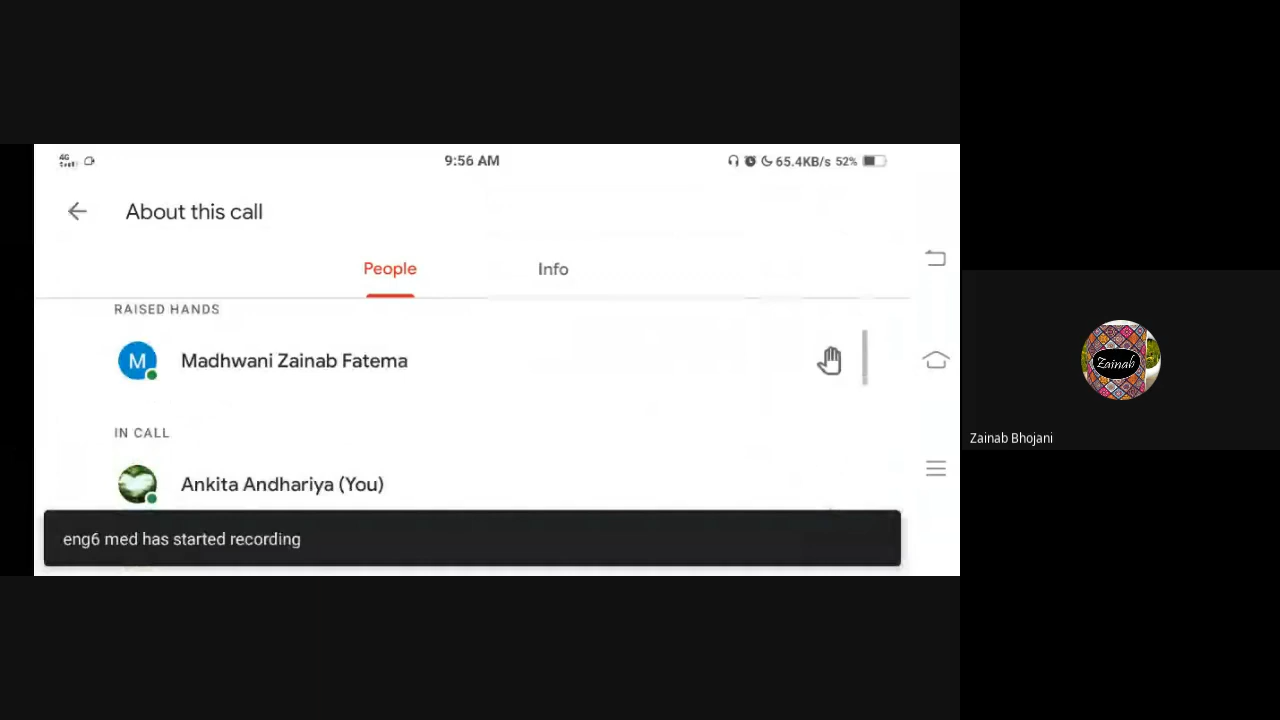 4G
9:56 AM
65.4KB/s 52%
About this call
People
Info
RAISED HANDS
M
Madhwani Zainab Fatema
IN CALL
Ankita Andhariya (You)
eng6 med has started recording
Zainab
Zainab Bhojani